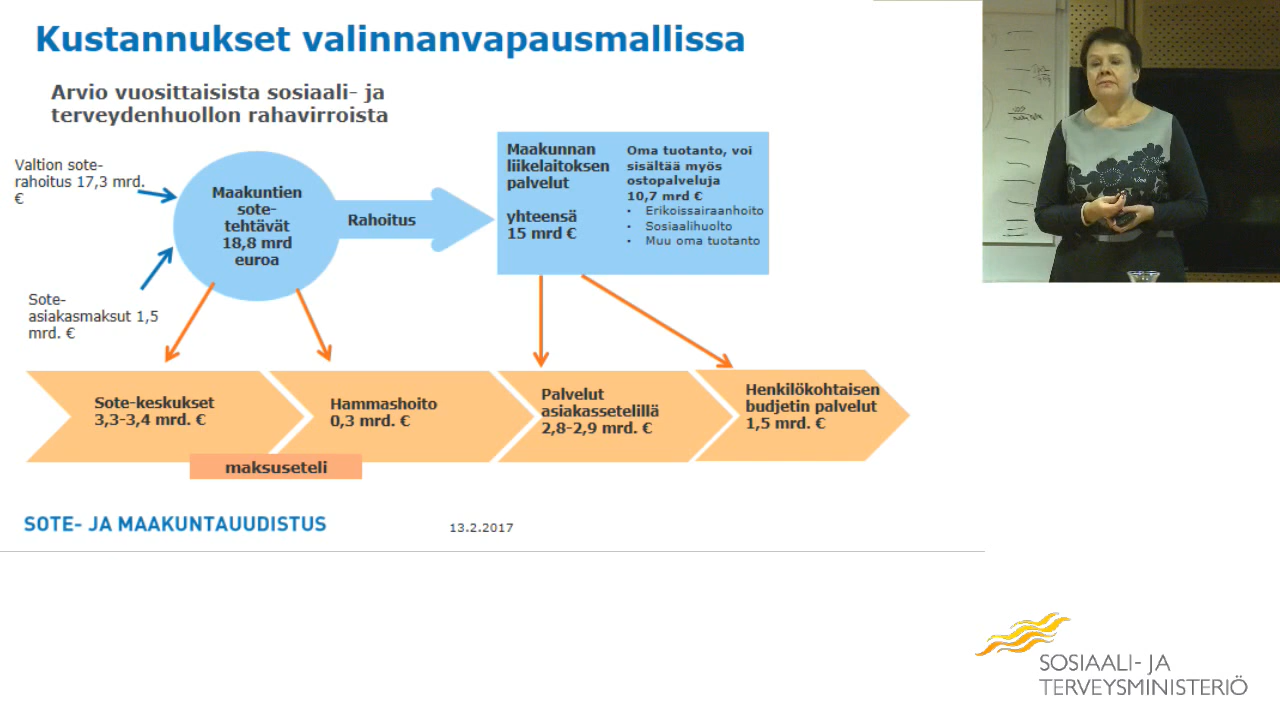 Kustannukset valinnanvapausmallissa
Arvio vuosittaisista sosiaali- ja
terveydenhuollon rahavirroista
Valtion sote-
rahoitus 17,3 mrd.
€
Sote-
asiakasmaksut 1,5
mrd. €
Maakuntien
sote-
tehtävät
18,8 mrd
euroa
Rahoitus
Maakunnan
liikelaitoksen
palvelut
yhteensä
15 mrd €
Oma tuotanto, voi
sisältää myös
ostopalveluja
10,7 mrd €
• Erikoissairaanhoito
• Sosiaalihuolto
• Muu oma tuotanto
Sote-keskukset
3,3-3,4 mrd. €
Hammashoito
0,3 mrd. €
Palvelut
asiakassetelillä
2,8-2,9 mrd. €
Henkilökohtaisen
budjetin palvelut
1,5 mrd. €
maksuseteli
SOTE- JA MAAKUNTAUUDISTUS
13.2.2017
SOSIAALI- JA
TERVEYSMINISTERIÖ